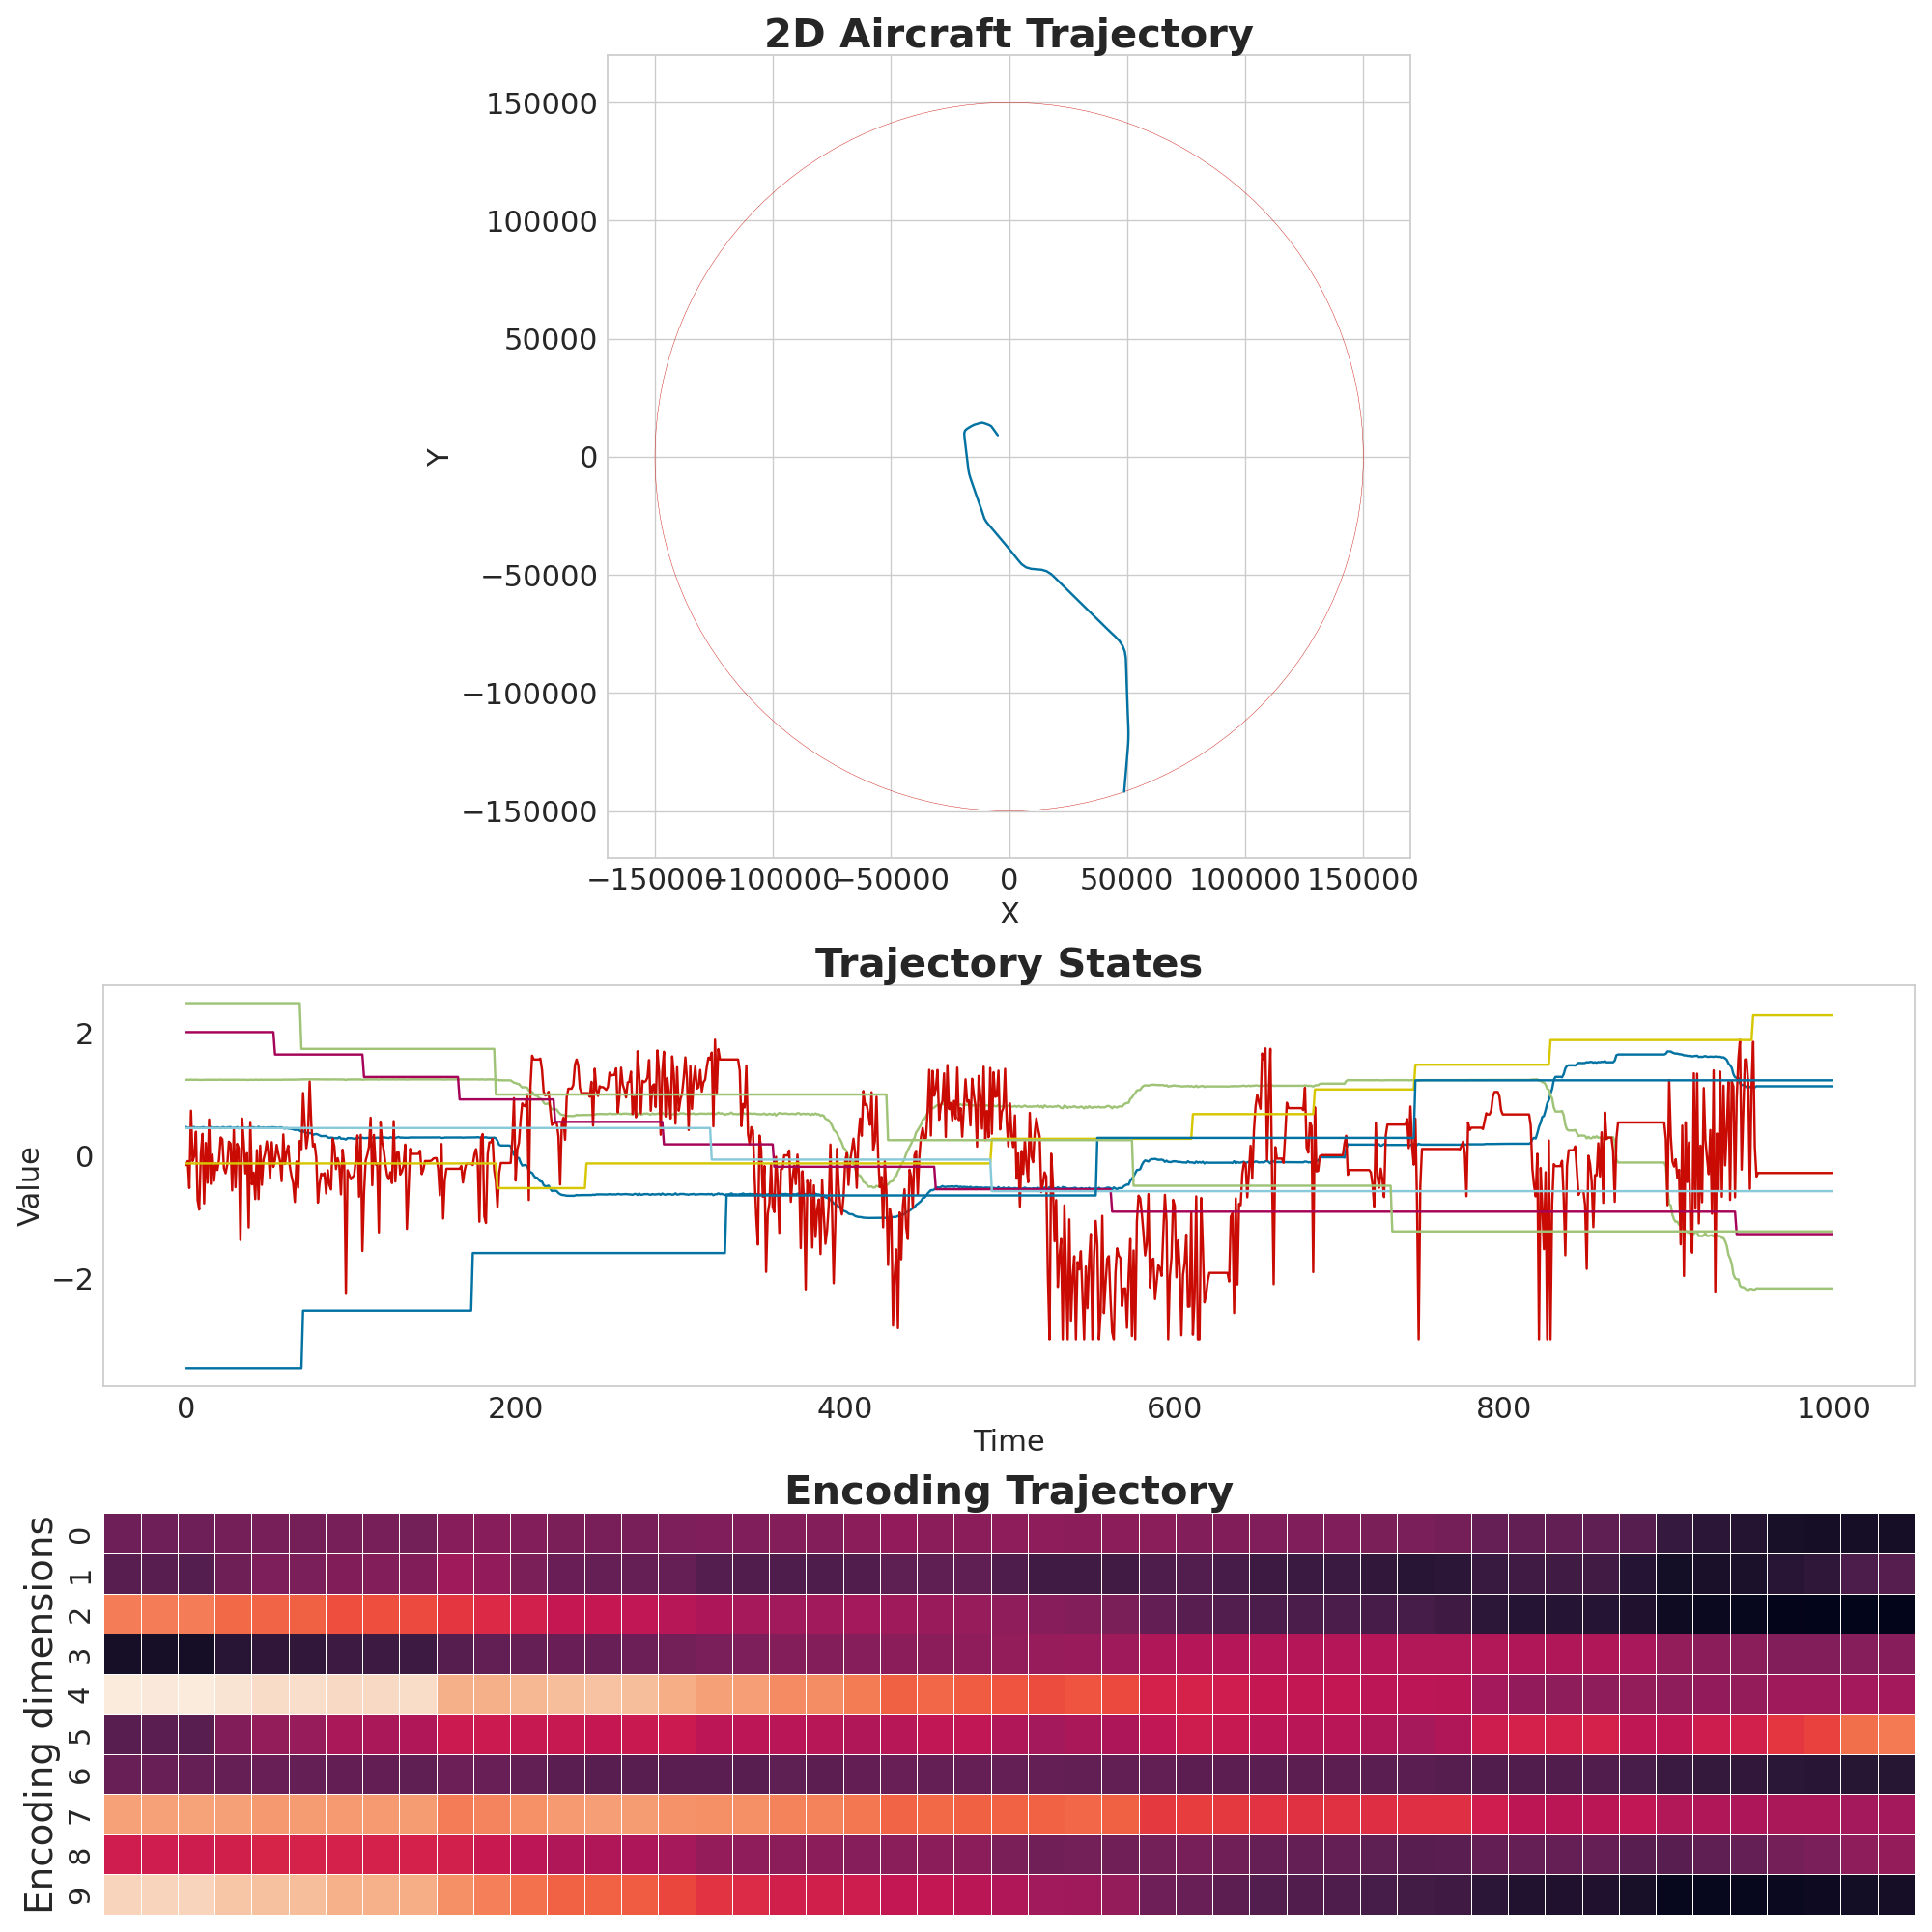 2D Aircraft Trajectory
150000
100000
50000
0
−50000
−100000
−150000
Y
−150000 −100000 −50000 0 50000 100000 150000
X
Trajectory States
2
0
−2
Value
0 200 400 600 800 1000
Time
Encoding Trajectory
Encoding dimensions
0
1
2
3
4
5
6
7
8
9